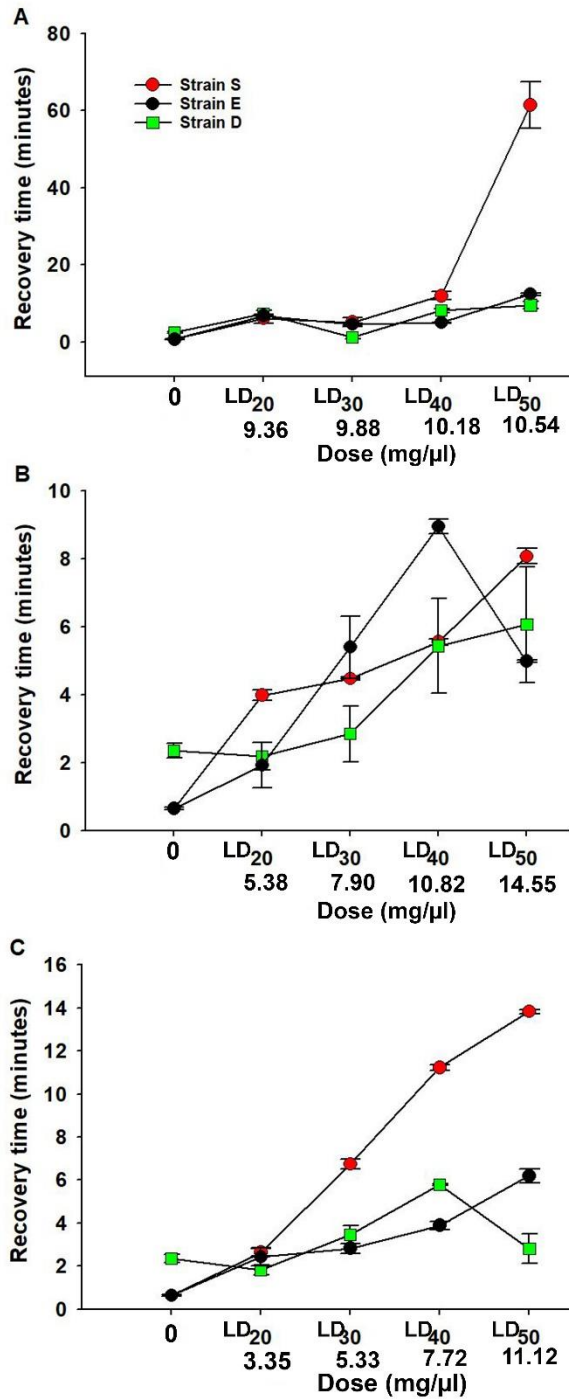 A
Recovery time (minutes)
80
60
40
20
0
Strain S
Strain E
Strain D
0 LD20 LD30 LD40 LD50
9.36 9.88 10.18 10.54
Dose (mg/µl)
B
Recovery time (minutes)
10
8
6
4
2
0
0 LD20 LD30 LD40 LD50
5.38 7.90 10.82 14.55
Dose (mg/µl)
C
Recovery time (minutes)
16
14
12
10
8
6
4
2
0
0 LD20 LD30 LD40 LD50
3.35 5.33 7.72 11.12
Dose (mg/µl)